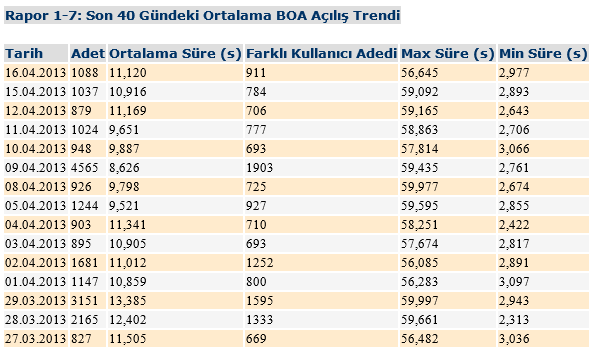 Rapor 1-7: Son 40 Gündeki Ortalama BOA Açılış Trendi
Tarih Adet Ortalama Süre (s) Farklı Kullanıcı Adedi Max Süre (s) Min Süre (s)
16.04.2013 1088 11,120 911 56,645 2,977
15.04.2013 1037 10,916 784 59,092 2,893
12.04.2013 879 11,169 706 59,165 2,643
11.04.2013 1024 9,651 777 58,863 2,706
10.04.2013 948 9,887 693 57,814 3,066
09.04.2013 4565 8,626 1903 59,435 2,761
08.04.2013 926 9,798 725 59,977 2,674
05.04.2013 1244 9,521 927 59,595 2,855
04.04.2013 903 11,341 710 58,251 2,422
03.04.2013 895 10,905 693 57,674 2,817
02.04.2013 1681 11,012 1252 56,085 2,891
01.04.2013 1147 10,859 800 56,283 3,097
29.03.2013 3151 13,385 1595 59,997 2,943
28.03.2013 2165 12,402 1333 59,661 2,313
27.03.2013 827 11,505 669 56,482 3,036